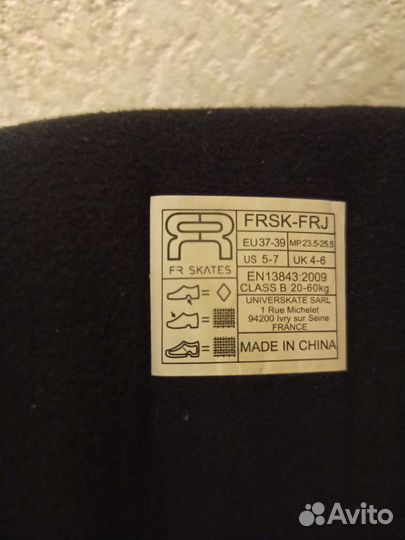 FRSK-FRJ
EU 37-39 MP 23.5-25.5
US 5-7 UK 4-6
FR SKATES
EN13843:2009
CLASS B 20-60kg
UNIVERSKATE SARL
1 Rue Michelet
94200 Ivry sur Seine
FRANCE
MADE IN CHINA
Avito